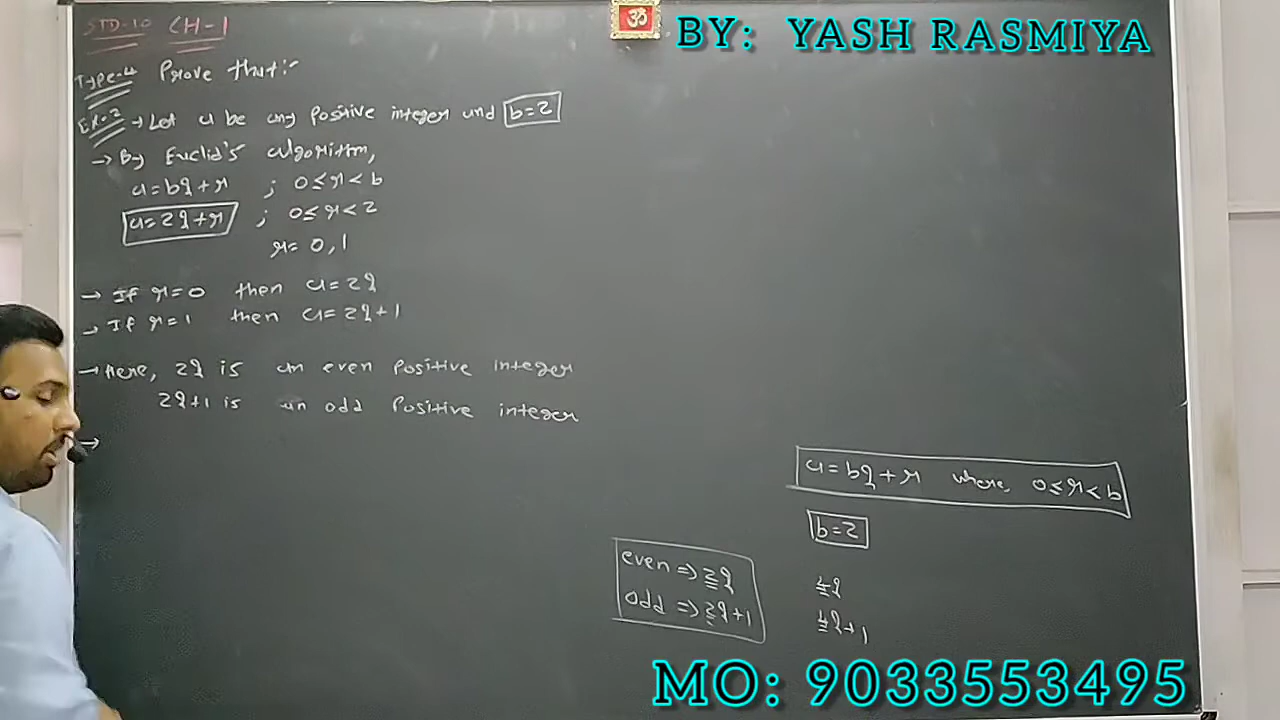 STD-10 CH-1
ॐ
BY: YASH RASMIYA
Type-4 Prove that:-
Ex-2 → Let a be any Positive integer and b=2
→ By Euclid's algorithm,
a=bq+r ; 0≤r<b
a=2q+r ; 0≤r<2
r= 0,1
→ If r=0 then a=2q
→ If r=1 then a=2q+1
→ Here, 2q is an even Positive integer
2q+1 is an odd Positive integer
→
a=bq+r where, 0≤r<b
b=2
even => 2q
odd => 2q+1
4q
4q+1
MO: 9033553495